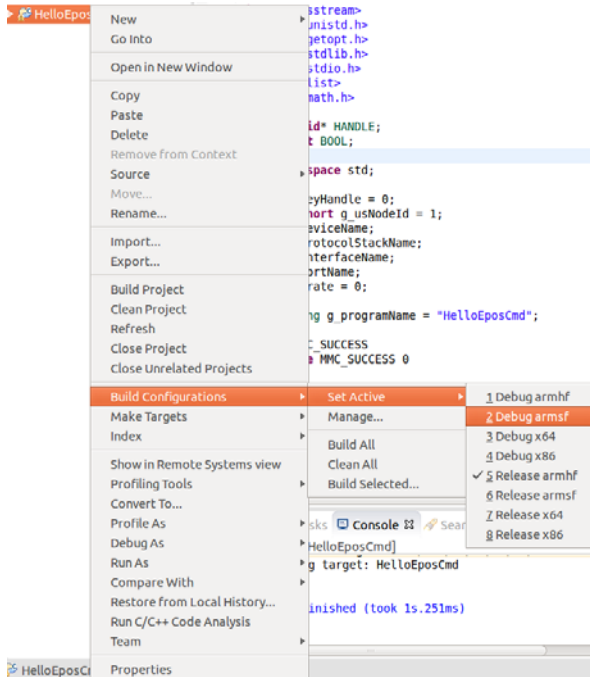 HelloEpos
New
Go Into
Open in New Window
Copy
Paste
Delete
Remove from Context
Source
Move...
Rename...
Import...
Export...
Build Project
Clean Project
Refresh
Close Project
Close Unrelated Projects
Build Configurations
Make Targets
Index
Show in Remote Systems view
Profiling Tools
Convert To...
Profile As
Debug As
Run As
Compare With
Restore from Local History...
Run C/C++ Code Analysis
Team
Properties
sstream>
unistd.h>
getopt.h>
stdlib.h>
stdio.h>
list>
math.h>
id* HANDLE;
t BOOL;
space std;
eyHandle = 0;
hort g_usNodeId = 1;
eviceName;
rotocolStackName;
nterfaceName;
ortName;
rate = 0;
ng g_programName = "HelloEposCmd";
C_SUCCESS
e MMC_SUCCESS 0
Set Active
Manage...
Build All
Clean All
Build Selected...
1 Debug armhf
2 Debug armsf
3 Debug x64
4 Debug x86
5 Release armhf
6 Release armsf
7 Release x64
8 Release x86
sks Console Sear
HelloEposCmd]
g target: HelloEposCmd
inished (took 1s.251ms)
HelloEposC